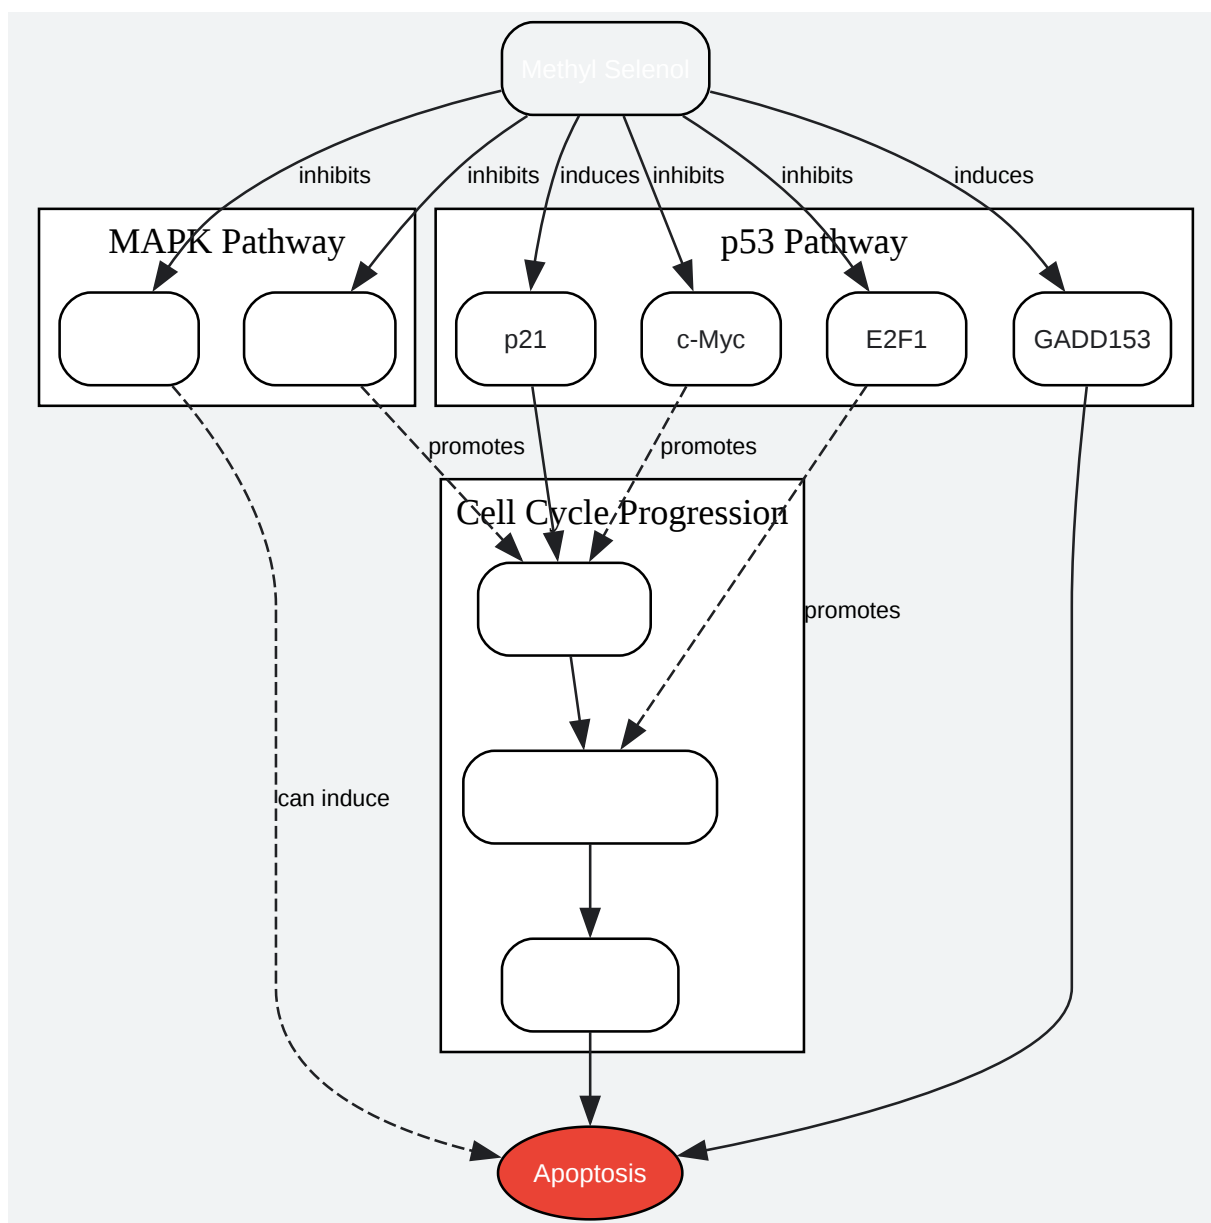 Methyl Selenol
inhibits
inhibits
induces
inhibits
inhibits
induces
MAPK Pathway
p53 Pathway
p21
c-Myc
E2F1
GADD153
promotes
promotes
Cell Cycle Progression
promotes
can induce
Apoptosis